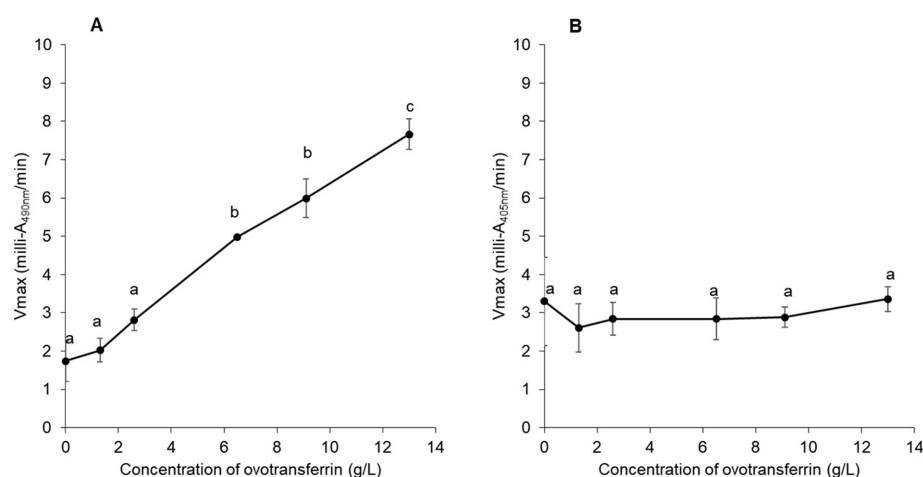 A
10
9
8
7
6
5
4
3
2
1
0
Vmax (milli-A490nm/min)
a
a
a
b
b
c
0 2 4 6 8 10 12 14
Concentration of ovotransferrin (g/L)
B
10
9
8
7
6
5
4
3
2
1
0
Vmax (milli-A405nm/min)
a
a
a
a
a
a
0 2 4 6 8 10 12 14
Concentration of ovotransferrin (g/L)